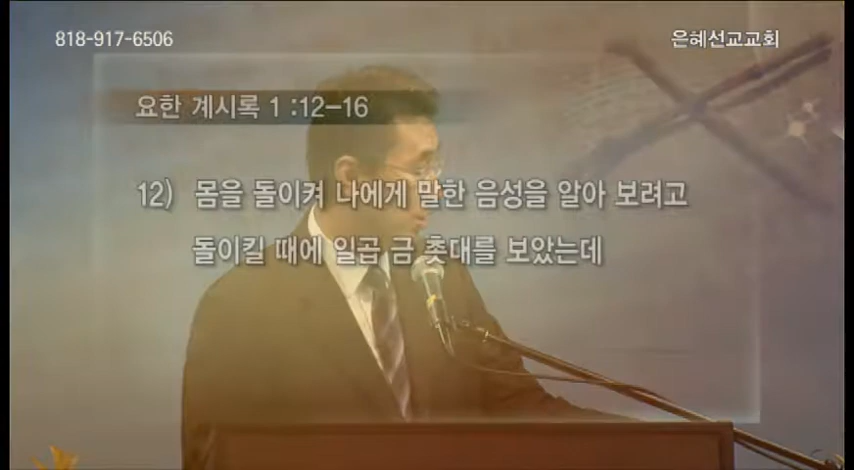 818-917-6506
은혜선교교회
요한 계시록 1 :12-16
12) 몸을 돌이켜 나에게 말한 음성을 알아 보려고
돌이킬 때에 일곱 금 촛대를 보았는데